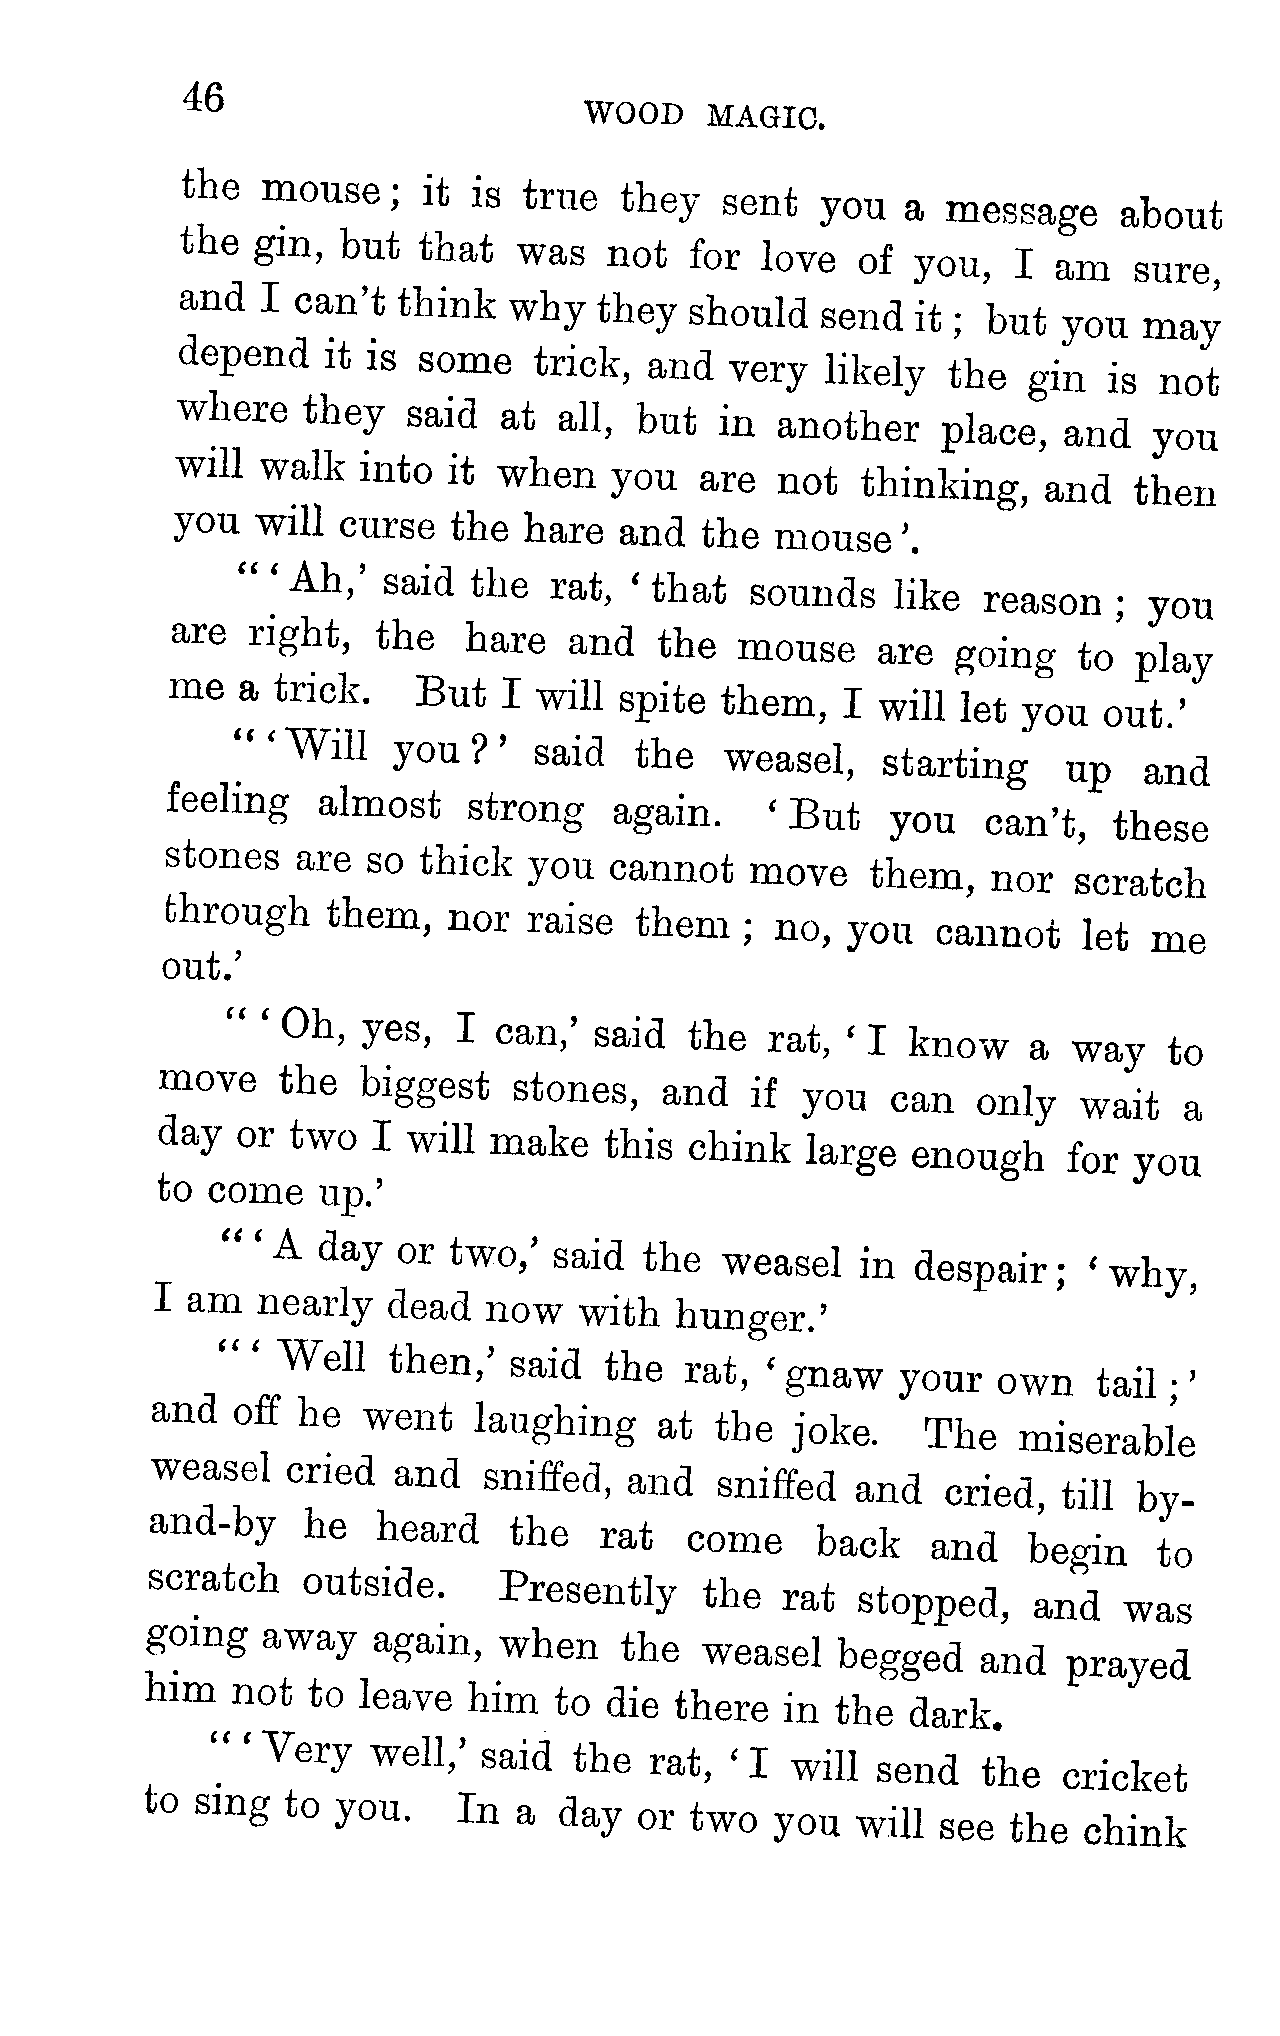 46
WOOD MAGIC.
the mouse; it is true they sent you a message about
the gin, but that was not for love of you, I am sure,
and I can't think why they should send it; but you may
depend it is some trick, and very likely the gin is not
where they said at all, but in another place, and you
will walk into it when you are not thinking, and then
you will curse the hare and the mouse'.
"'Ah,' said the rat, 'that sounds like reason; you
are right, the hare and the mouse are going to play
me a trick. But I will spite them, I will let you out.'
"'Will you?' said the weasel, starting up and
feeling almost strong again. 'But you can't, these
stones are so thick you cannot move them, nor scratch
through them, nor raise them; no, you cannot let me
out.'
"'Oh, yes, I can,' said the rat, 'I know a way to
move the biggest stones, and if you can only wait a
day or two I will make this chink large enough for you
to come up.'
"'A day or two,' said the weasel in despair; 'why,
I am nearly dead now with hunger.'
"'Well then,' said the rat, 'gnaw your own tail;'
and off he went laughing at the joke. The miserable
weasel cried and sniffed, and sniffed and cried, till by-
and-by he heard the rat come back and begin to
scratch outside. Presently the rat stopped, and was
going away again, when the weasel begged and prayed
him not to leave him to die there in the dark.
"'Very well,' said the rat, 'I will send the cricket
to sing to you. In a day or two you will see the chink